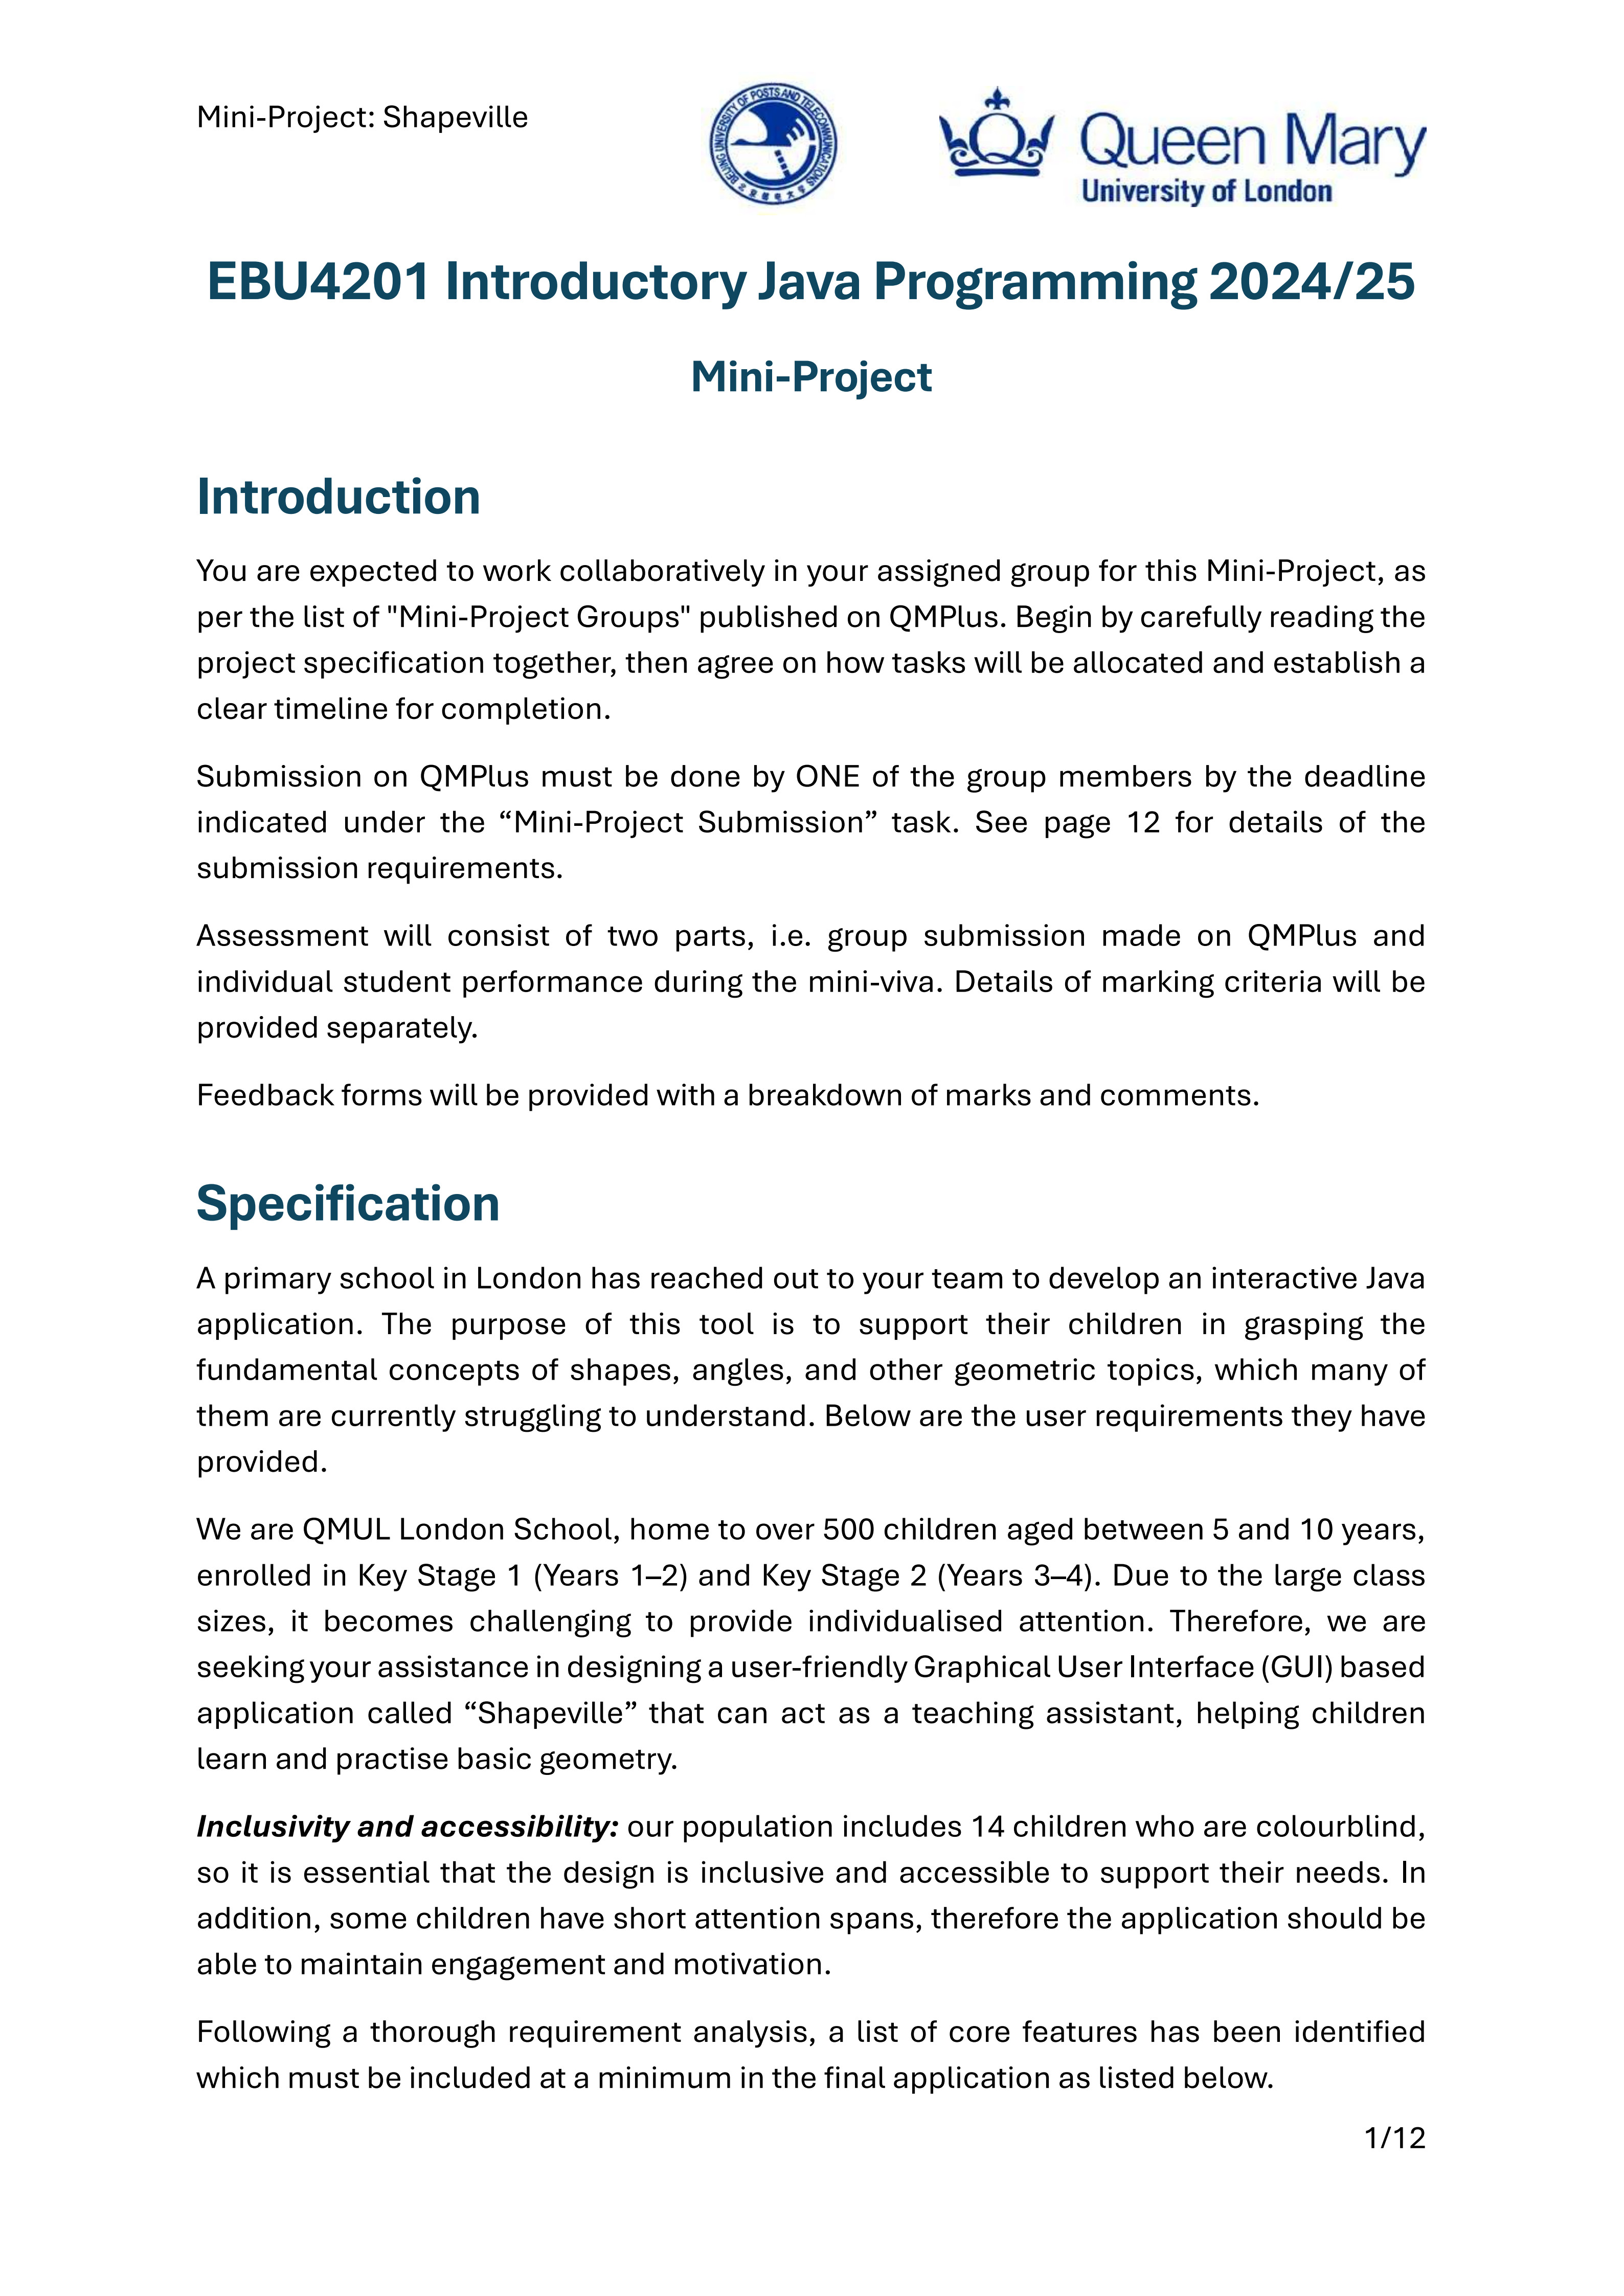 Mini-Project: Shapeville
BEIJING UNIVERSITY OF POSTS AND TELECOMMUNICATIONS
北京邮电大学
Queen Mary
University of London
EBU4201 Introductory Java Programming 2024/25
Mini-Project
Introduction
You are expected to work collaboratively in your assigned group for this Mini-Project, as
per the list of "Mini-Project Groups" published on QMPlus. Begin by carefully reading the
project specification together, then agree on how tasks will be allocated and establish a
clear timeline for completion.
Submission on QMPlus must be done by ONE of the group members by the deadline
indicated under the “Mini-Project Submission” task. See page 12 for details of the
submission requirements.
Assessment will consist of two parts, i.e. group submission made on QMPlus and
individual student performance during the mini-viva. Details of marking criteria will be
provided separately.
Feedback forms will be provided with a breakdown of marks and comments.
Specification
A primary school in London has reached out to your team to develop an interactive Java
application. The purpose of this tool is to support their children in grasping the
fundamental concepts of shapes, angles, and other geometric topics, which many of
them are currently struggling to understand. Below are the user requirements they have
provided.
We are QMUL London School, home to over 500 children aged between 5 and 10 years,
enrolled in Key Stage 1 (Years 1–2) and Key Stage 2 (Years 3–4). Due to the large class
sizes, it becomes challenging to provide individualised attention. Therefore, we are
seeking your assistance in designing a user-friendly Graphical User Interface (GUI) based
application called “Shapeville” that can act as a teaching assistant, helping children
learn and practise basic geometry.
Inclusivity and accessibility: our population includes 14 children who are colourblind,
so it is essential that the design is inclusive and accessible to support their needs. In
addition, some children have short attention spans, therefore the application should be
able to maintain engagement and motivation.
Following a thorough requirement analysis, a list of core features has been identified
which must be included at a minimum in the final application as listed below.
1/12